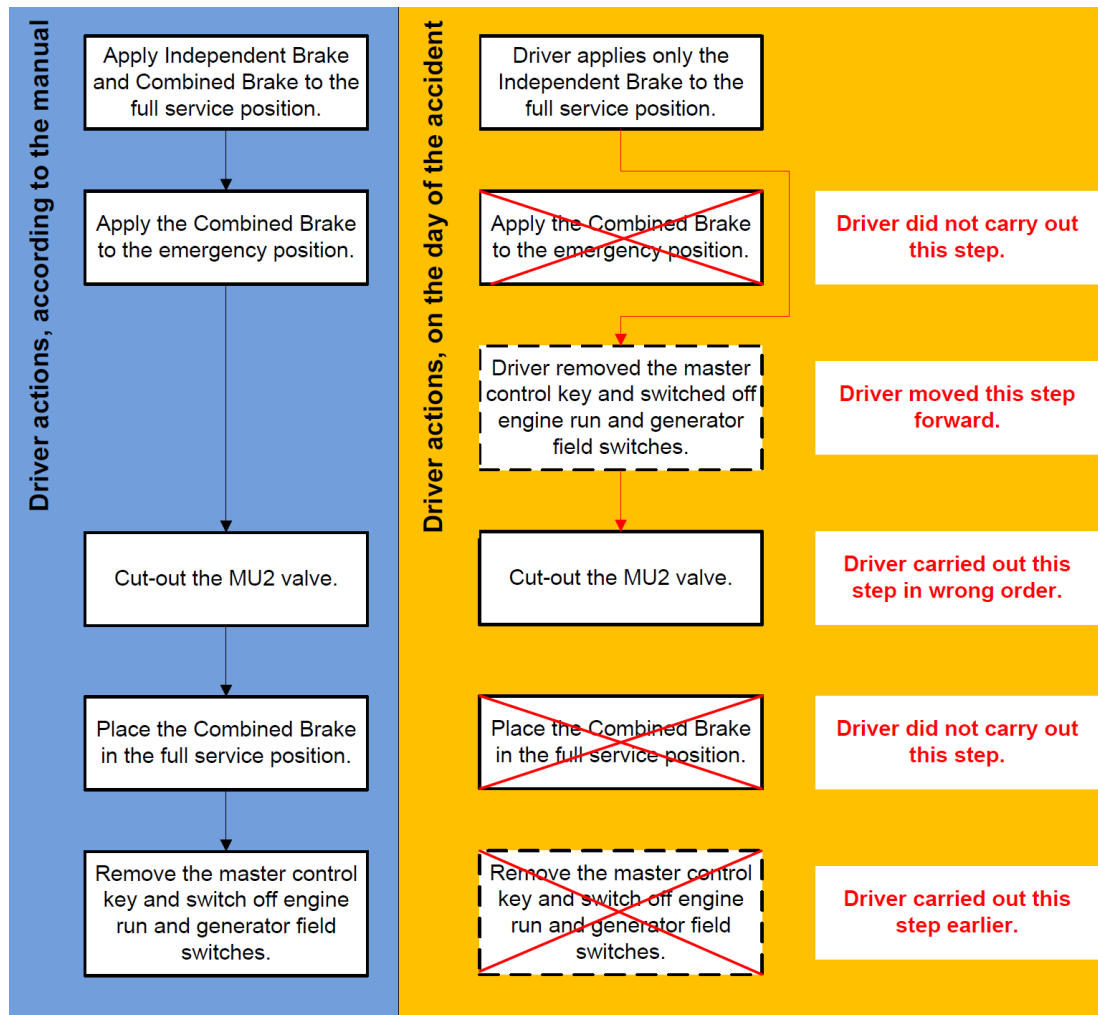 Driver actions, according to the manual
Apply Independent Brake
and Combined Brake to the
full service position.
Apply the Combined Brake
to the emergency position.
Cut-out the MU2 valve.
Place the Combined Brake
in the full service position.
Remove the master control
key and switch off engine
run and generator field
switches.
Driver actions, on the day of the accident
Driver applies only the
Independent Brake to the
full service position.
Apply the Combined Brake
to the emergency position.
Driver did not carry out
this step.
Driver removed the master
control key and switched off
engine run and generator
field switches.
Driver moved this step
forward.
Cut-out the MU2 valve.
Driver carried out this
step in wrong order.
Place the Combined Brake
in the full service position.
Driver did not carry out
this step.
Remove the master control
key and switch off engine
run and generator field
switches.
Driver carried out this
step earlier.